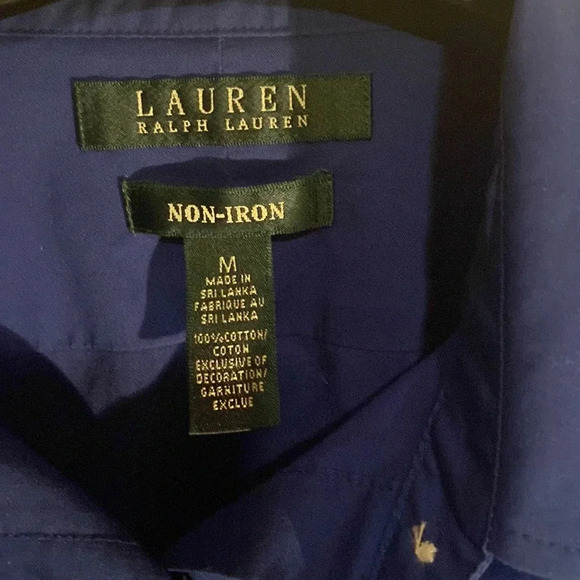 LAUREN
RALPH LAUREN
NON-IRON
M
MADE IN
SRI LANKA
FABRIQUE AU
SRI LANKA
100%COTTON/
COTON
EXCLUSIVE OF
DECORATION/
GARNITURE
EXCLUE